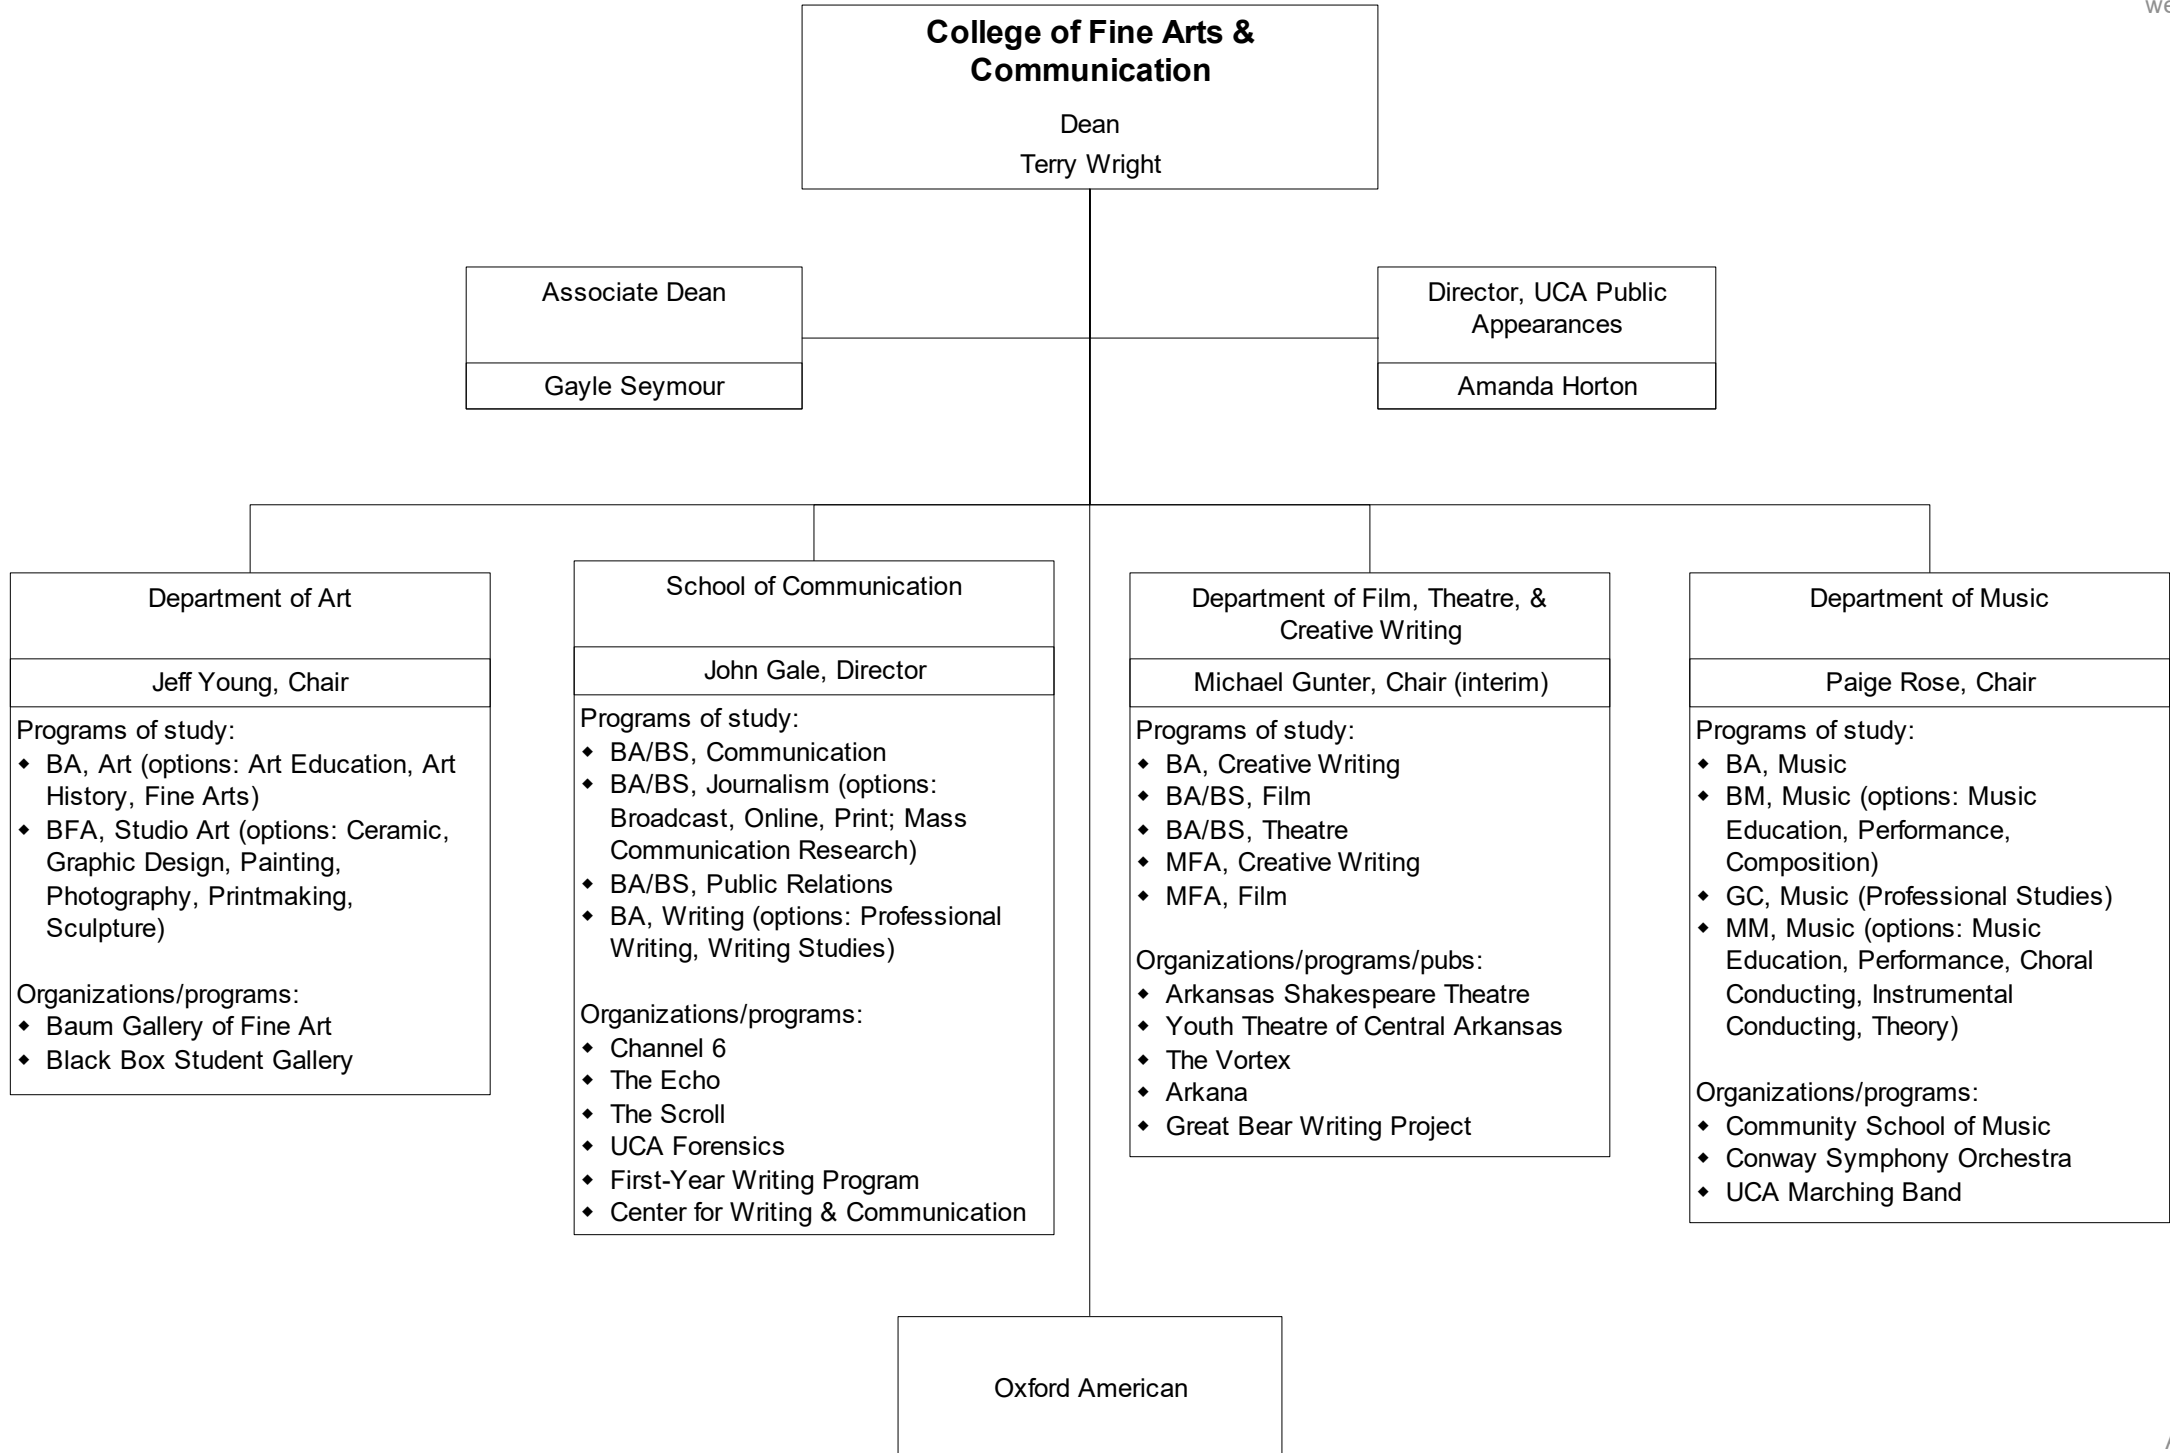 we
College of Fine Arts &
Communication
Dean
Terry Wright
Associate Dean
Gayle Seymour
Director, UCA Public
Appearances
Amanda Horton
Department of Art
Jeff Young, Chair
Programs of study:
◆ BA, Art (options: Art Education, Art
History, Fine Arts)
◆ BFA, Studio Art (options: Ceramic,
Graphic Design, Painting,
Photography, Printmaking,
Sculpture)
Organizations/programs:
◆ Baum Gallery of Fine Art
◆ Black Box Student Gallery
School of Communication
John Gale, Director
Programs of study:
◆ BA/BS, Communication
◆ BA/BS, Journalism (options:
Broadcast, Online, Print; Mass
Communication Research)
◆ BA/BS, Public Relations
◆ BA, Writing (options: Professional
Writing, Writing Studies)
Organizations/programs:
◆ Channel 6
◆ The Echo
◆ The Scroll
◆ UCA Forensics
◆ First-Year Writing Program
◆ Center for Writing & Communication
Department of Film, Theatre, &
Creative Writing
Michael Gunter, Chair (interim)
Programs of study:
◆ BA, Creative Writing
◆ BA/BS, Film
◆ BA/BS, Theatre
◆ MFA, Creative Writing
◆ MFA, Film
Organizations/programs/pubs:
◆ Arkansas Shakespeare Theatre
◆ Youth Theatre of Central Arkansas
◆ The Vortex
◆ Arkana
◆ Great Bear Writing Project
Department of Music
Paige Rose, Chair
Programs of study:
◆ BA, Music
◆ BM, Music (options: Music
Education, Performance,
Composition)
◆ GC, Music (Professional Studies)
◆ MM, Music (options: Music
Education, Performance, Choral
Conducting, Instrumental
Conducting, Theory)
Organizations/programs:
◆ Community School of Music
◆ Conway Symphony Orchestra
◆ UCA Marching Band
Oxford American